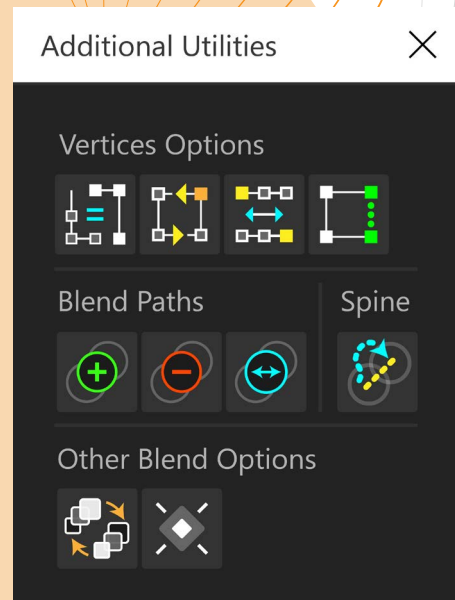 Additional Utilities
Vertices Options
Blend Paths
Spine
Other Blend Options